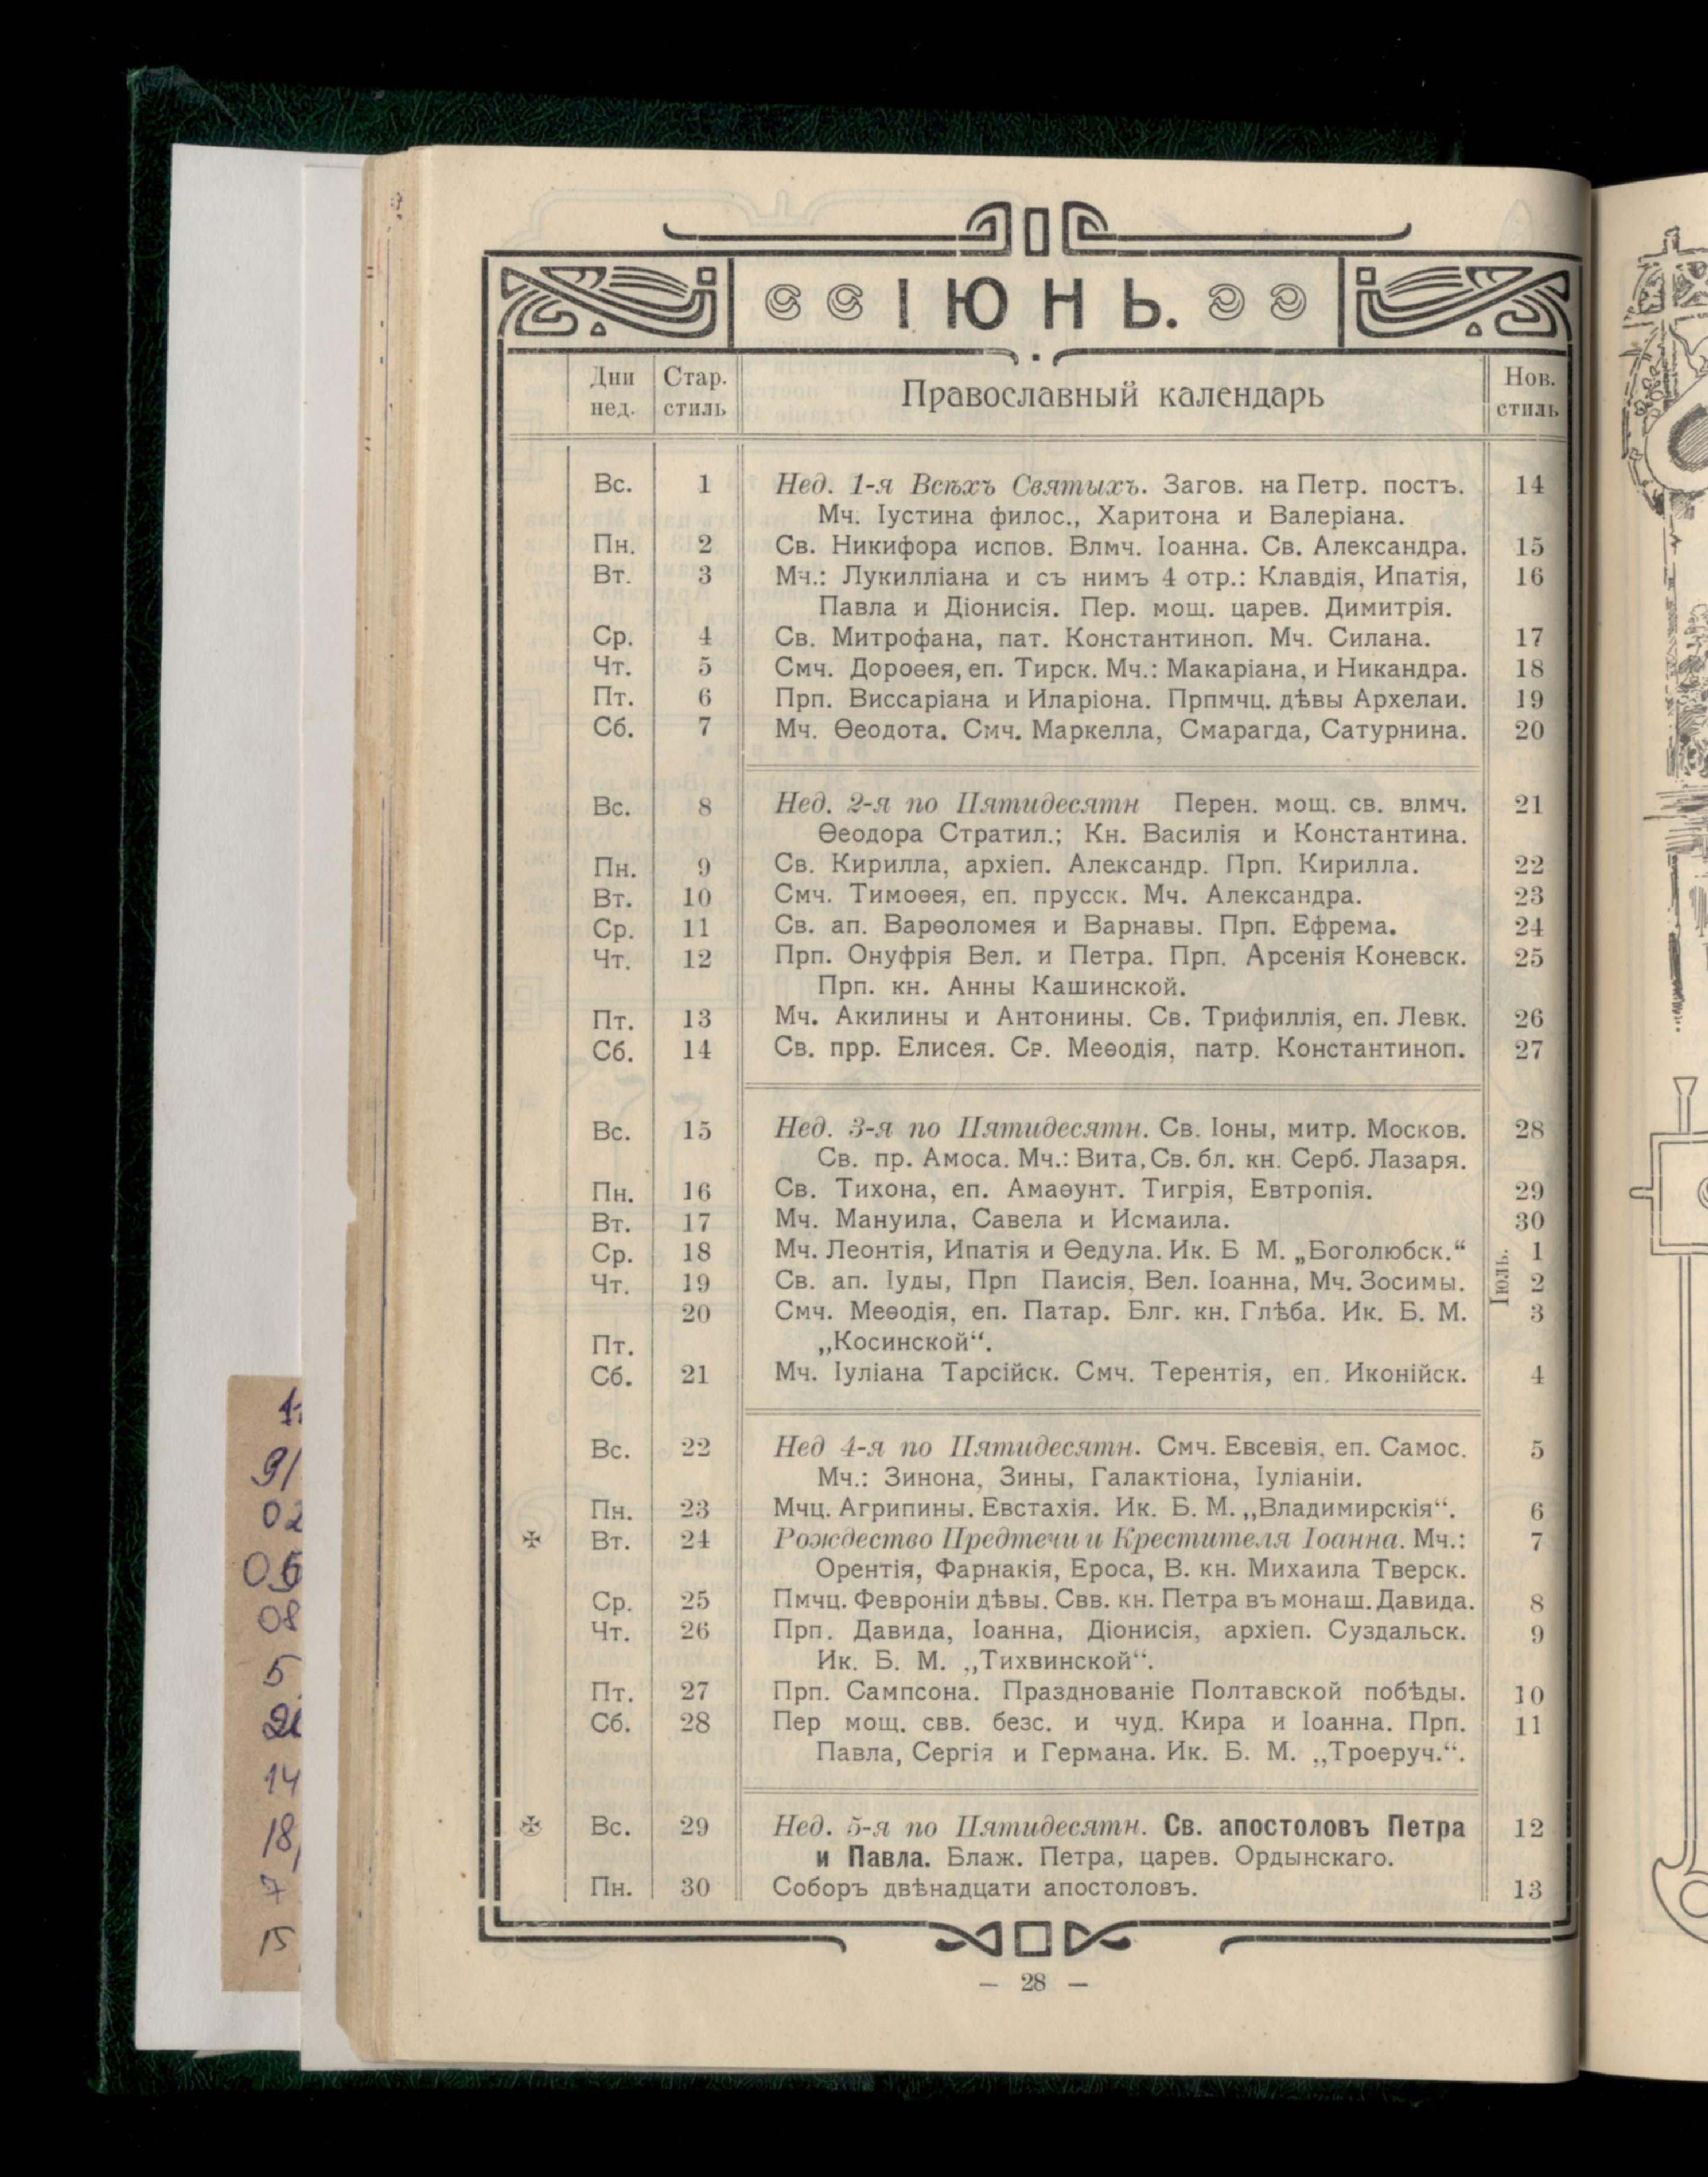 ІЮНЬ.
Дни нед. Стар. стиль Православный календарь Нов. стиль
Вс. 1 Нед. 1-я Всѣхъ Святыхъ. Загов. на Петр. постъ. 14
Мч. Іустина филос., Харитона и Валеріана.
Пн. 2 Св. Никифора испов. Влмч. Іоанна. Св. Александра. 15
Вт. 3 Мч.: Лукилліана и съ нимъ 4 отр.: Клавдія, Ипатія, 16
Павла и Діонисія. Пер. мощ. царев. Димитрія.
Ср. 4 Св. Митрофана, пат. Константиноп. Мч. Силана. 17
Чт. 5 Смч. Дороѳея, еп. Тирск. Мч.: Макаріана, и Никандра. 18
Пт. 6 Прп. Виссаріана и Иларіона. Прпмчц. дѣвы Архелаи. 19
Сб. 7 Мч. Ѳеодота. Смч. Маркелла, Смарагда, Сатурнина. 20
Вс. 8 Нед. 2-я по Пятидесятн Перен. мощ. св. влмч. 21
Ѳеодора Стратил.; Кн. Василія и Константина.
Пн. 9 Св. Кирилла, архіеп. Александр. Прп. Кирилла. 22
Вт. 10 Смч. Тимоѳея, еп. прусск. Мч. Александра. 23
Ср. 11 Св. ап. Варѳоломея и Варнавы. Прп. Ефрема. 24
Чт. 12 Прп. Онуфрія Вел. и Петра. Прп. Арсенія Коневск. 25
Прп. кн. Анны Кашинской.
Пт. 13 Мч. Акилины и Антонины. Св. Трифиллія, еп. Левк. 26
Сб. 14 Св. прр. Елисея. Св. Меѳодія, патр. Константиноп. 27
Вс. 15 Нед. 3-я по Пятидесятн. Св. Іоны, митр. Москов. 28
Св. пр. Амоса. Мч.: Вита, Св. бл. кн. Серб. Лазаря.
Пн. 16 Св. Тихона, еп. Амаѳунт. Тигрія, Евтропія. 29
Вт. 17 Мч. Мануила, Савела и Исмаила. 30
Ср. 18 Мч. Леонтія, Ипатія и Ѳедула. Ик. Б М. „Боголюбск.“ 1
Чт. 19 Св. ап. Іуды, Прп Паисія, Вел. Іоанна, Мч. Зосимы. Іюль. 2
20 Смч. Меѳодія, еп. Патар. Блг. кн. Глѣба. Ик. Б. М. 3
Пт. „Косинской“.
Сб. 21 Мч. Іуліана Тарсійск. Смч. Терентія, еп. Иконійск. 4
Вс. 22 Нед 4-я по Пятидесятн. Смч. Евсевія, еп. Самос. 5
Мч.: Зинона, Зины, Галактіона, Іуліаніи.
Пн. 23 Мчц. Агрипины. Евстахія. Ик. Б. М. „Владимирскія“. 6
✠ Вт. 24 Рождество Предтечи и Крестителя Іоанна. Мч.: 7
Орентія, Фарнакія, Ероса, В. кн. Михаила Тверск.
Ср. 25 Пмчц. Февроніи дѣвы. Свв. кн. Петра въ монаш. Давида. 8
Чт. 26 Прп. Давида, Іоанна, Діонисія, архіеп. Суздальск. 9
Ик. Б. М. „Тихвинской“.
Пт. 27 Прп. Сампсона. Празднованіе Полтавской побѣды. 10
Сб. 28 Пер мощ. свв. безс. и чуд. Кира и Іоанна. Прп. 11
Павла, Сергія и Германа. Ик. Б. М. „Троеруч.“.
✠ Вс. 29 Нед. 5-я по Пятидесятн. Св. апостоловъ Петра 12
и Павла. Блаж. Петра, царев. Ордынскаго.
Пн. 30 Соборъ двѣнадцати апостоловъ. 13
— 28 —
02
08
5
14
18,
7
15